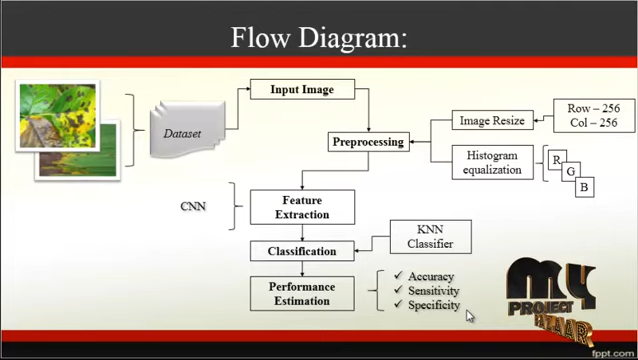 Flow Diagram:
Input Image
Dataset
Preprocessing
Image Resize
Row – 256
Col – 256
Histogram
equalization
R
G
B
CNN
Feature
Extraction
KNN
Classifier
Classification
Performance
Estimation
✓ Accuracy
✓ Sensitivity
✓ Specificity
MY
PROJECT
BAZAAR
fppt.com